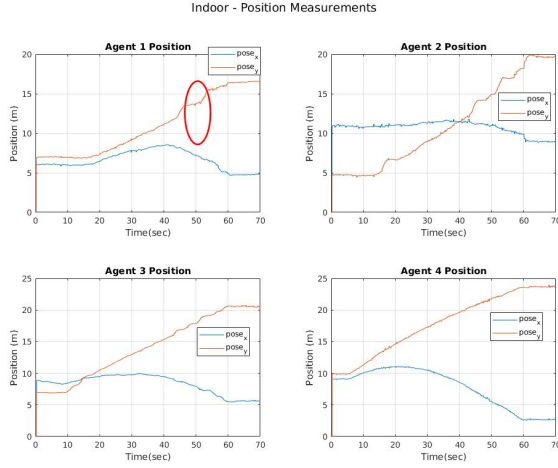 Indoor - Position Measurements
Agent 1 Position
Position (m)
20
15
10
5
0
0 10 20 30 40 50 60 70
Time(sec)
pose_x
pose_y
Agent 2 Position
Position (m)
20
15
10
5
0
0 10 20 30 40 50 60 70
Time(sec)
pose_x
pose_y
Agent 3 Position
Position (m)
25
20
15
10
5
0
0 10 20 30 40 50 60 70
Time(sec)
pose_x
pose_y
Agent 4 Position
Position (m)
25
20
15
10
5
0
0 10 20 30 40 50 60 70
Time(sec)
pose_x
pose_y